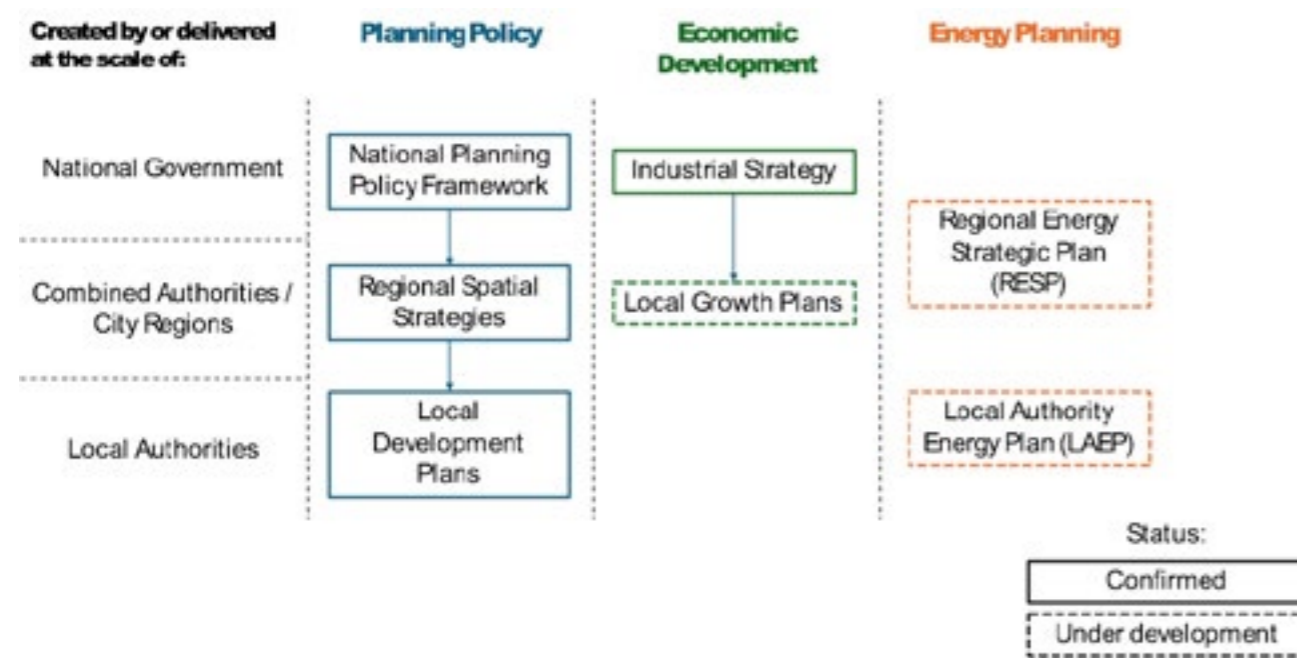 Created by or delivered
at the scale of:
Planning Policy
Economic
Development
Energy Planning
National Government
National Planning
Policy Framework
Industrial Strategy
Regional Energy
Strategic Plan
(RESP)
Combined Authorities /
City Regions
Regional Spatial
Strategies
Local Growth Plans
Local Authorities
Local
Development
Plans
Local Authority
Energy Plan (LAEP)
Status:
Confirmed
Under development